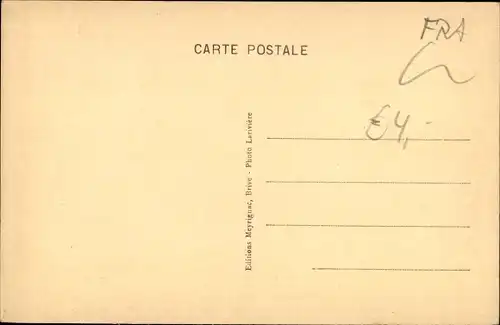 FRA
CARTE POSTALE
€4,-
Editions Meyrignac, Brive - Photo Larivière